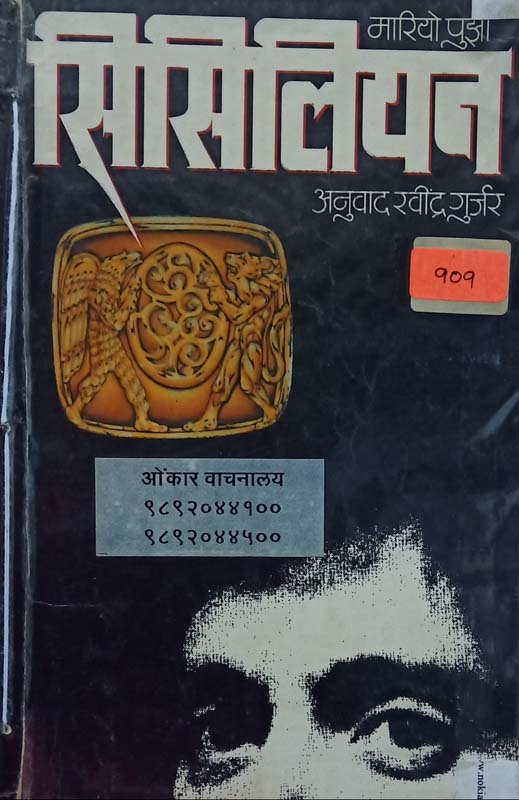 मारियो पुझो
सिसिलियन
अनुवाद रवींद्र गुर्जर
९०९
ओंकार वाचनालय
९८९२०४४१००
९८९२०४४५००